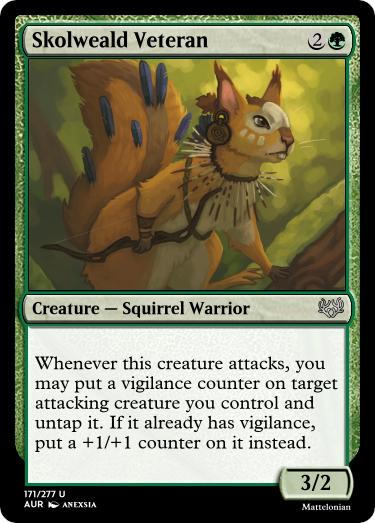 Skolweald Veteran 2
Creature — Squirrel Warrior
Whenever this creature attacks, you
may put a vigilance counter on target
attacking creature you control and
untap it. If it already has vigilance,
put a +1/+1 counter on it instead.
3/2
171/277 U
AUR ANEXSIA
Mattelonian